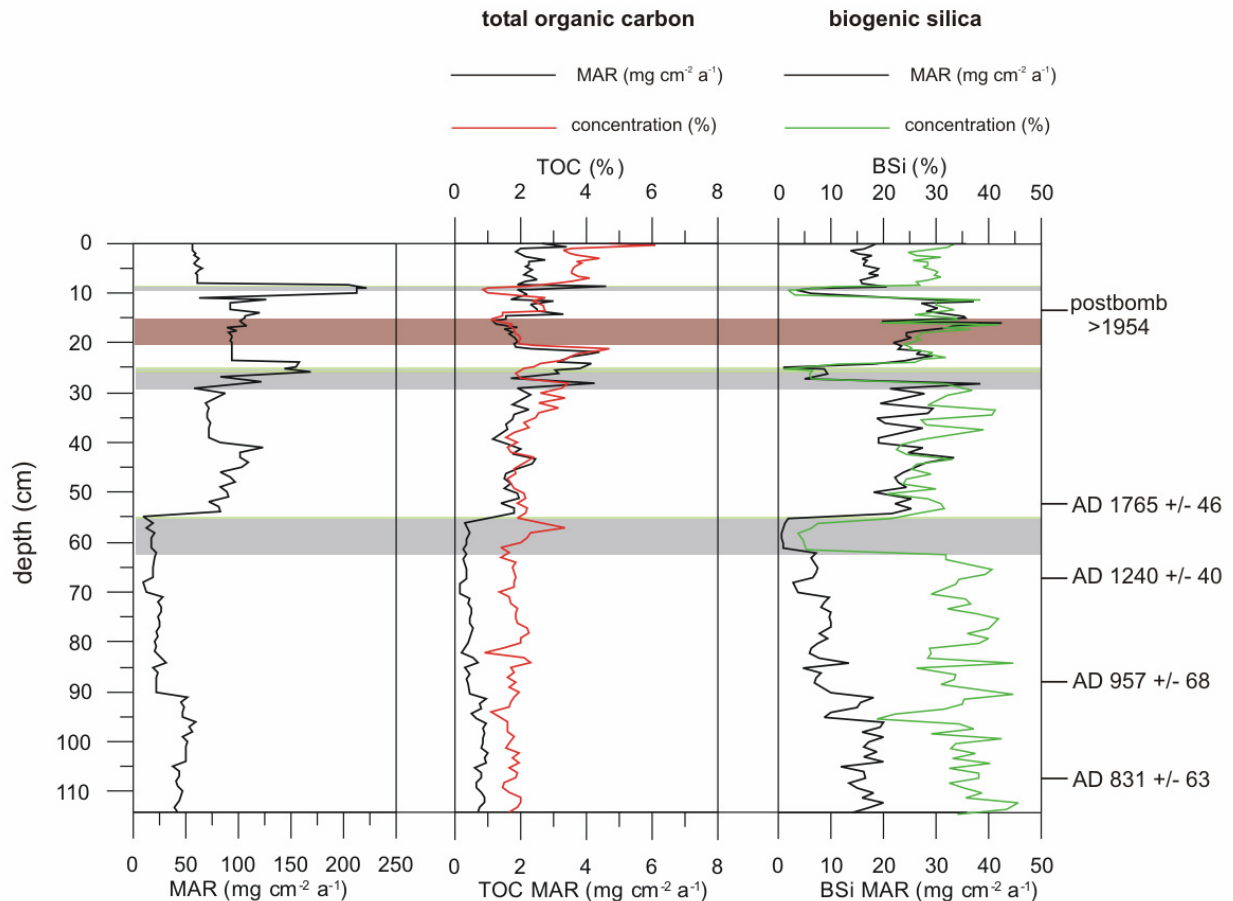 total organic carbon biogenic silica
MAR (mg cm⁻² a⁻¹) MAR (mg cm⁻² a⁻¹)
concentration (%) concentration (%)
TOC (%) BSi (%)
0 2 4 6 8 0 10 20 30 40 50
0
10
postbomb
>1954
20
30
40
50
AD 1765 +/- 46
60
AD 1240 +/- 40
70
80
AD 957 +/- 68
90
100
AD 831 +/- 63
110
depth (cm)
0 50 100 150 200 250 0 2 4 6 8 0 10 20 30 40 50
MAR (mg cm⁻² a⁻¹) TOC MAR (mg cm⁻² a⁻¹) BSi MAR (mg cm⁻² a⁻¹)